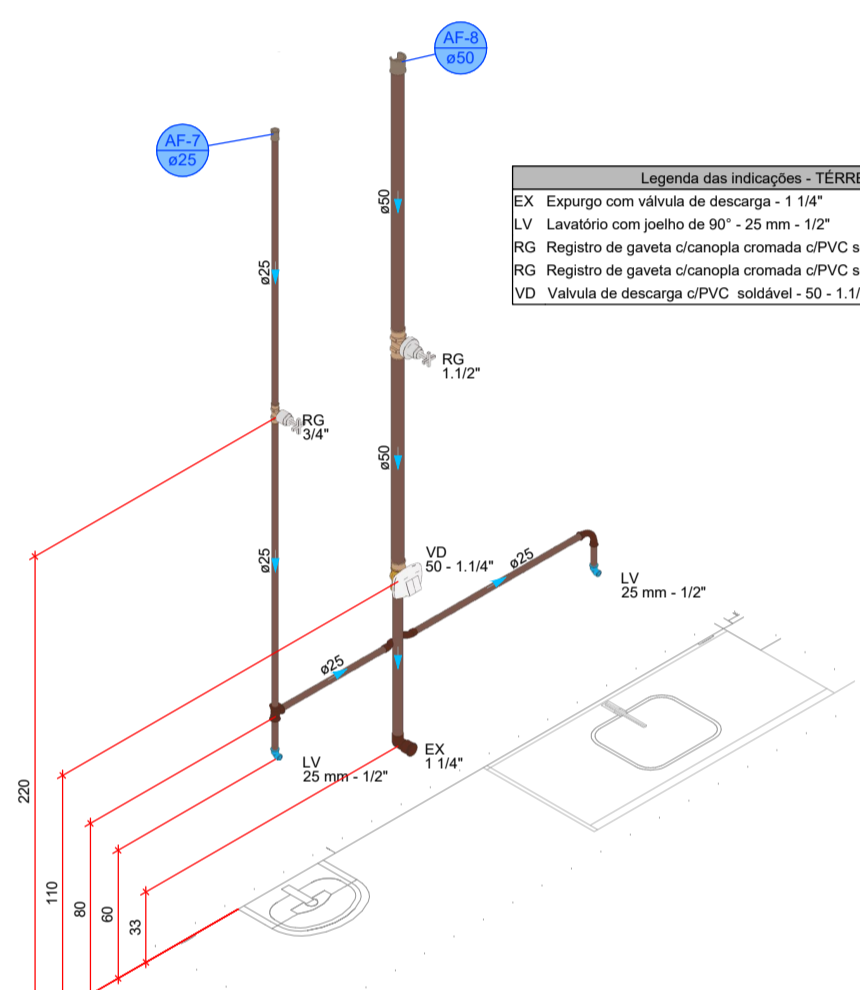 AF-8
ø50
AF-7
ø25
Legenda das indicações - TÉRRE
EX Expurgo com válvula de descarga - 1 1/4"
LV Lavatório com joelho de 90° - 25 mm - 1/2"
RG Registro de gaveta c/canopla cromada c/PVC s
RG Registro de gaveta c/canopla cromada c/PVC s
VD Valvula de descarga c/PVC soldável - 50 - 1.1/
ø50
ø25
RG
1.1/2"
RG
3/4"
ø50
ø25
VD
50 - 1.1/4"
ø25
LV
25 mm - 1/2"
ø25
EX
1 1/4"
LV
25 mm - 1/2"
220
110
80
60
33